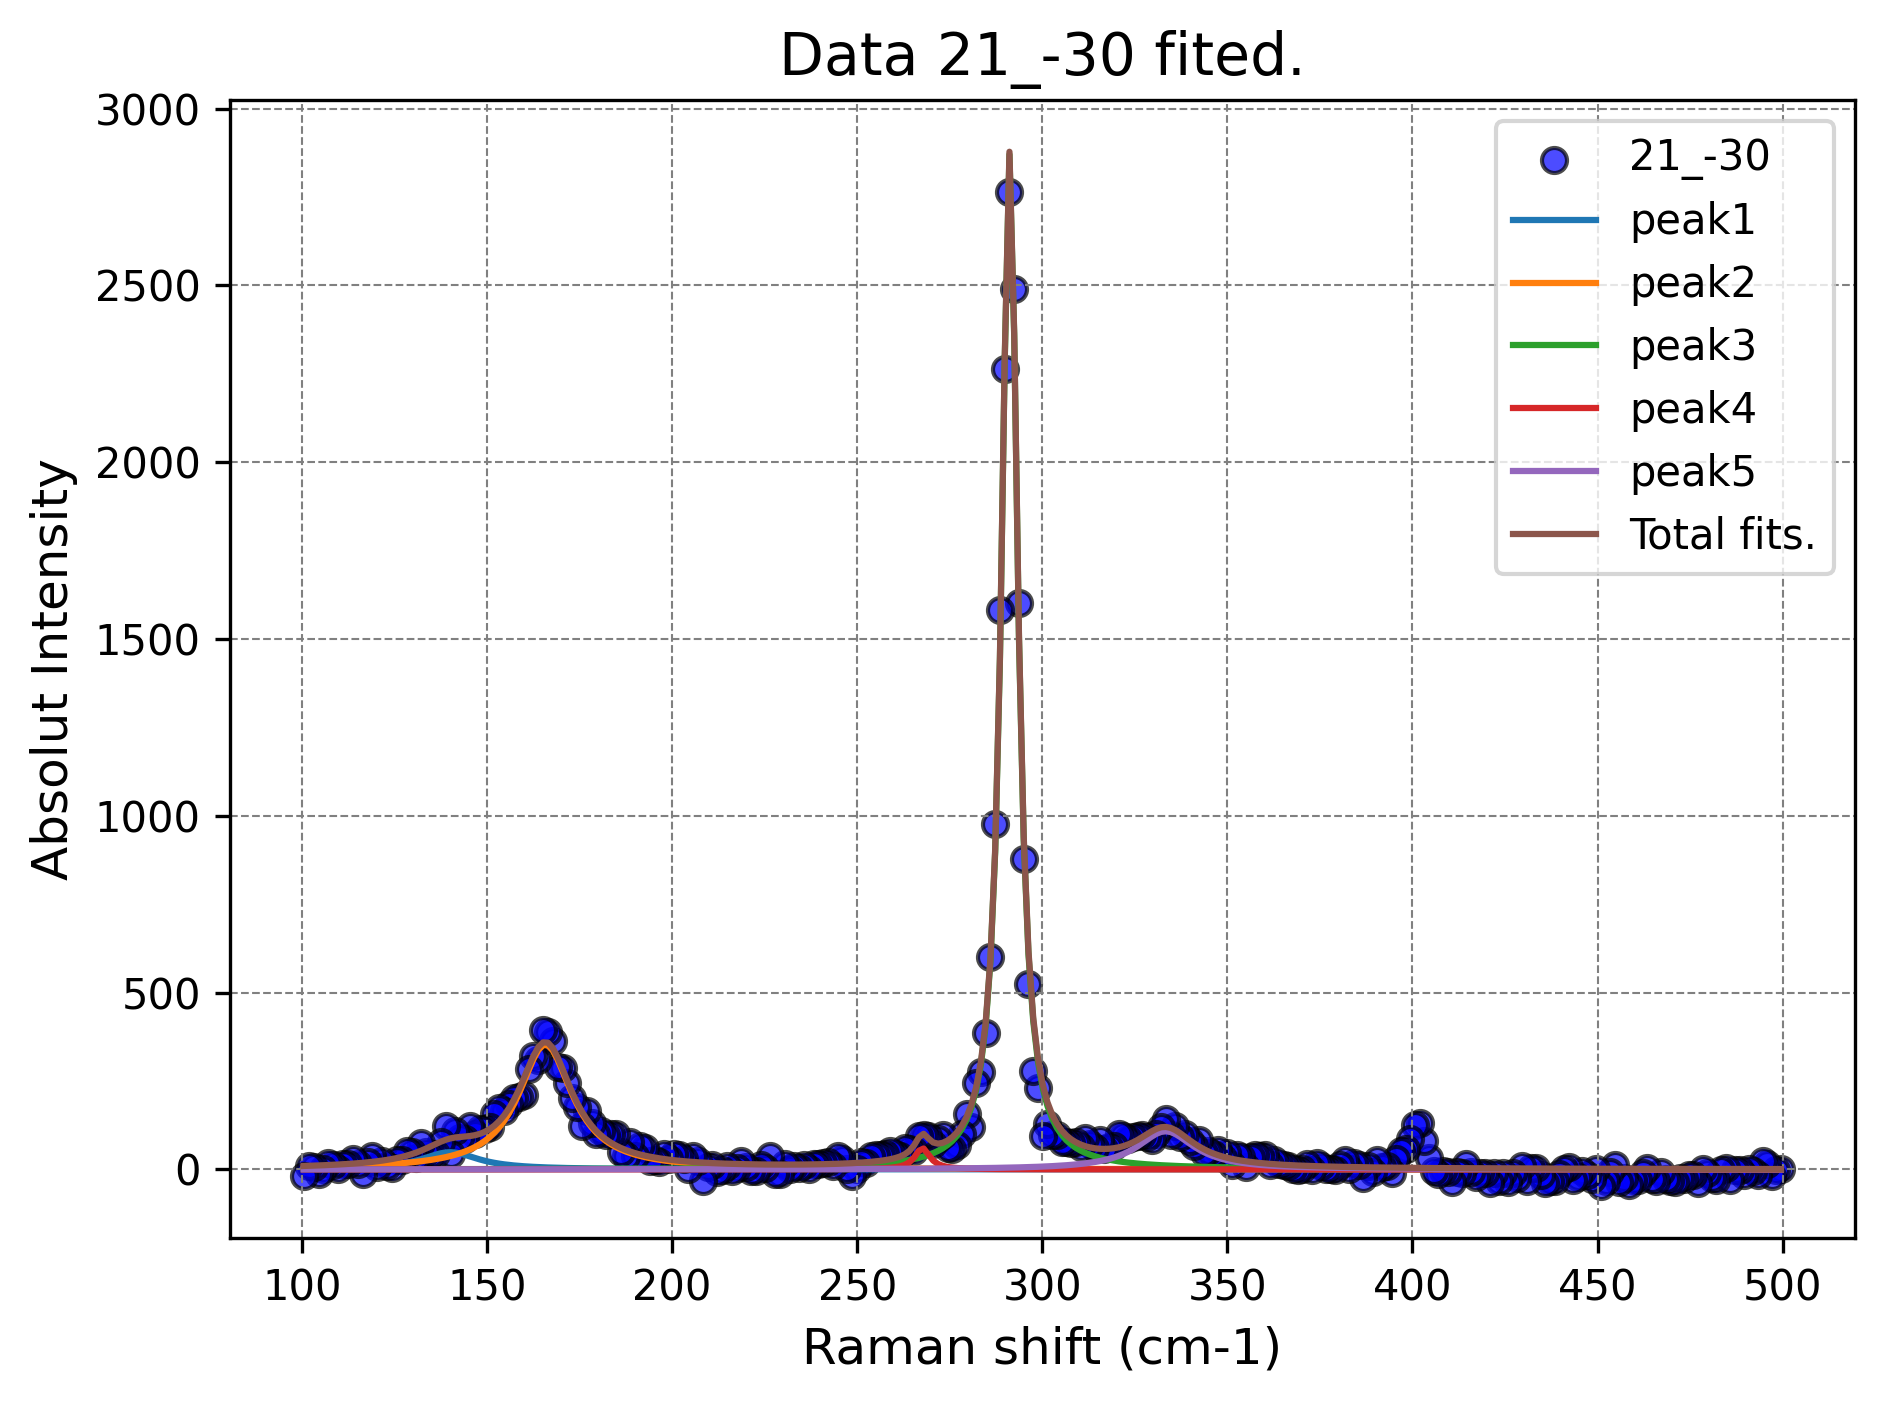 Data 21_-30 fited.
3000
2500
2000
1500
1000
500
0
Absolut Intensity
21_-30
peak1
peak2
peak3
peak4
peak5
Total fits.
100 150 200 250 300 350 400 450 500
Raman shift (cm-1)